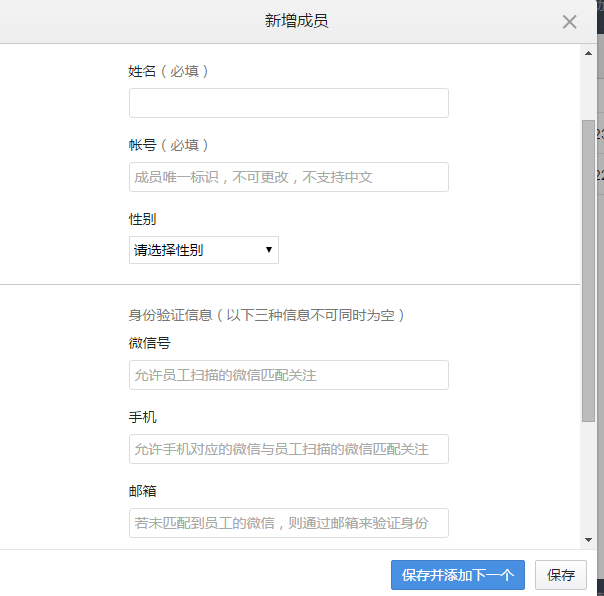 新增成员
姓名（必填）
帐号（必填）
成员唯一标识，不可更改，不支持中文
性别
请选择性别
身份验证信息（以下三种信息不可同时为空）
微信号
允许员工扫描的微信匹配关注
手机
允许手机对应的微信与员工扫描的微信匹配关注
邮箱
若未匹配到员工的微信，则通过邮箱来验证身份
保存并添加下一个
保存